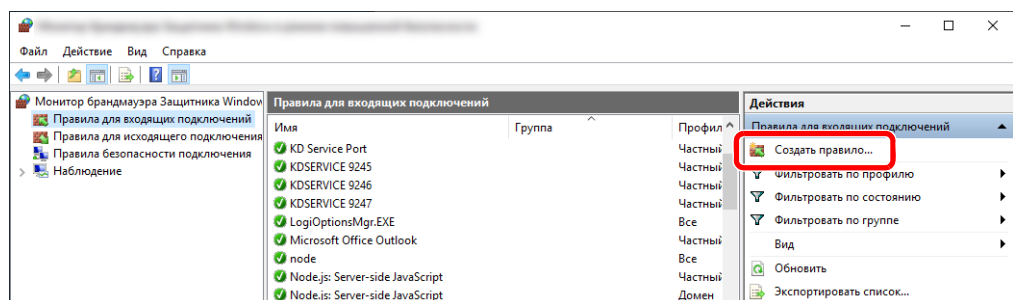 Файл Действие Вид Справка
Монитор брандмауэра Защитника Window
Правила для входящих подключений
Правила для исходящего подключения
Правила безопасности подключения
Наблюдение
Правила для входящих подключений
Имя Группа Профил
KD Service Port Частный
KDSERVICE 9245 Частный
KDSERVICE 9246 Частный
KDSERVICE 9247 Частный
LogiOptionsMgr.EXE Все
Microsoft Office Outlook Частный
node Все
Node.js: Server-side JavaScript Частный
Node.js: Server-side JavaScript Домен
Действия
Правила для входящих подключений
Создать правило...
Фильтровать по профилю
Фильтровать по состоянию
Фильтровать по группе
Вид
Обновить
Экспортировать список...